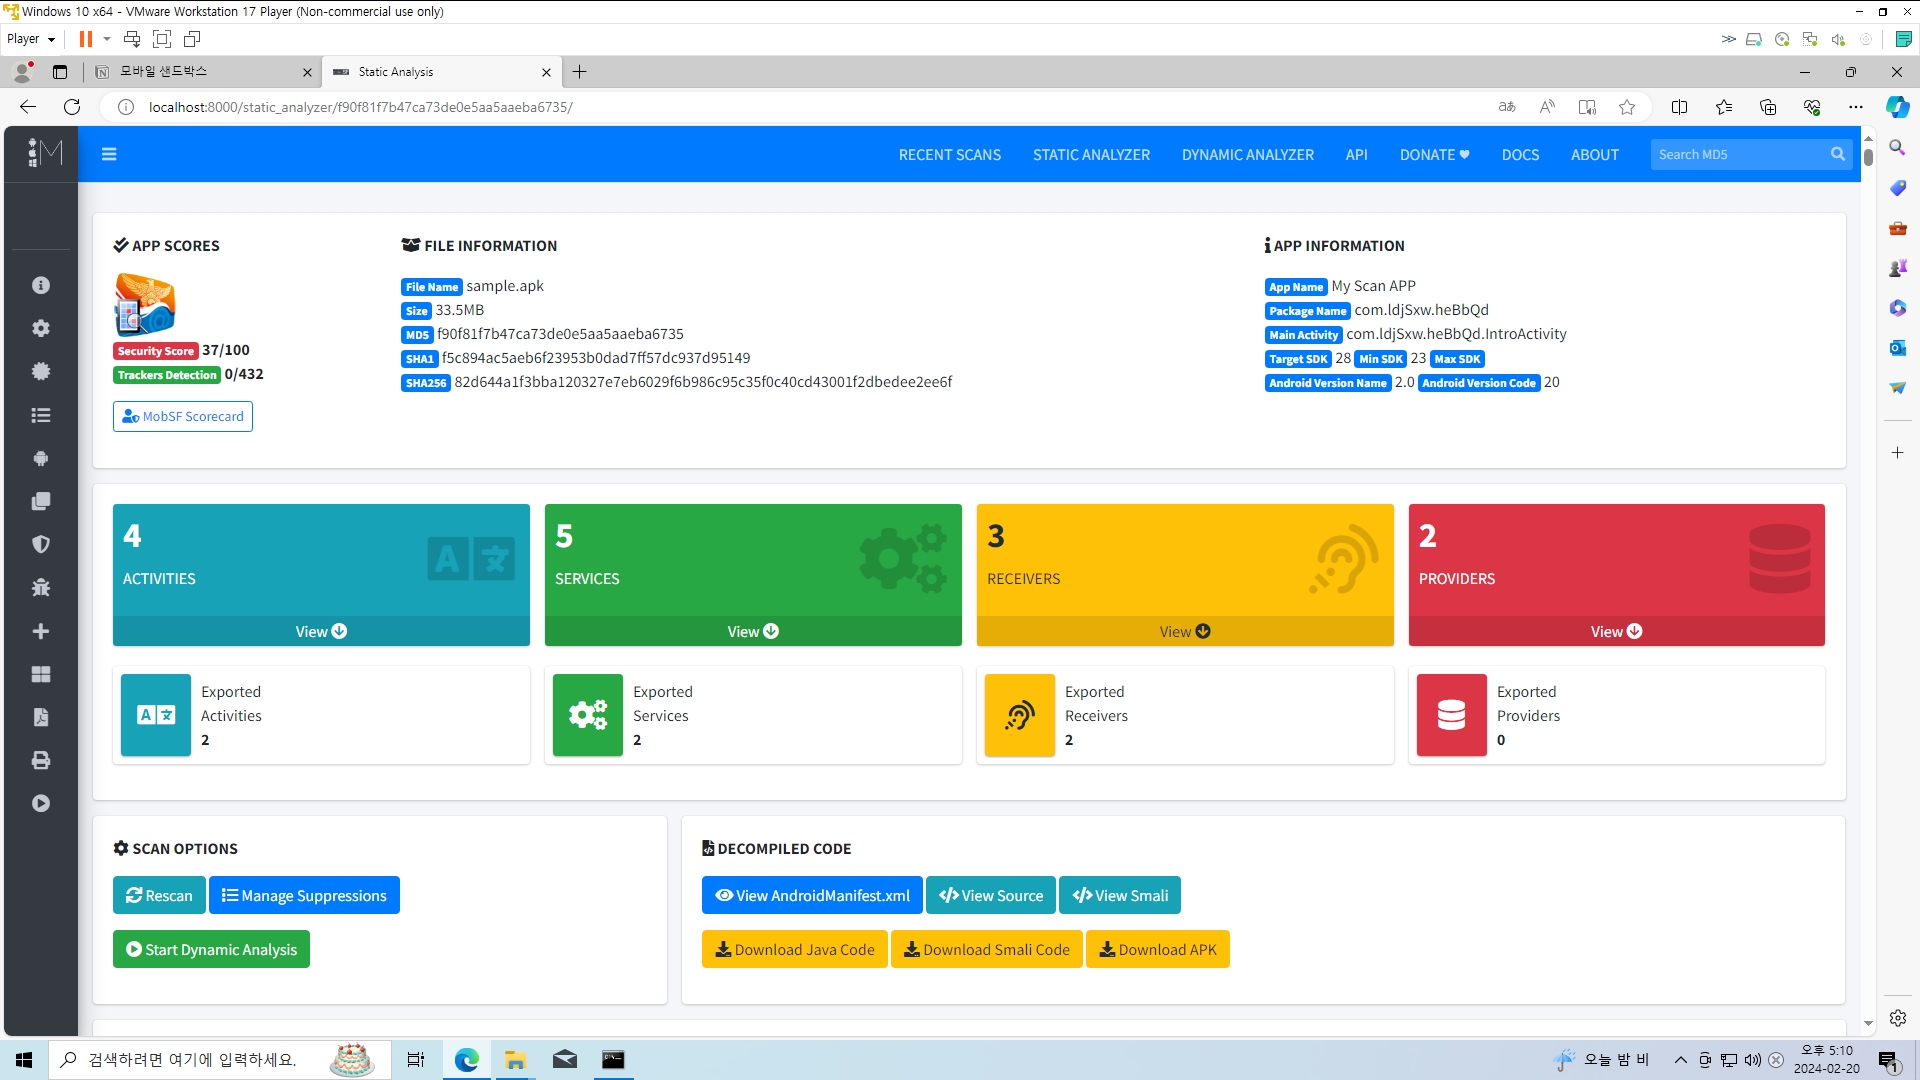 Windows 10 x64 - VMware Workstation 17 Player (Non-commercial use only)
Player
모바일 샌드박스
Static Analysis
localhost:8000/static_analyzer/f90f81f7b47ca73de0e5aa5aaeba6735/
RECENT SCANS
STATIC ANALYZER
DYNAMIC ANALYZER
API
DONATE
DOCS
ABOUT
Search MD5
APP SCORES
Security Score 37/100
Trackers Detection 0/432
MobSF Scorecard
FILE INFORMATION
File Name sample.apk
Size 33.5MB
MD5 f90f81f7b47ca73de0e5aa5aaeba6735
SHA1 f5c894ac5aeb6f23953b0dad7ff57dc937d95149
SHA256 82d644a1f3bba120327e7eb6029f6b986c95c35f0c40cd43001f2dbedee2ee6f
APP INFORMATION
App Name My Scan APP
Package Name com.ldjSxw.heBbQd
Main Activity com.ldjSxw.heBbQd.IntroActivity
Target SDK 28 Min SDK 23 Max SDK
Android Version Name 2.0 Android Version Code 20
4
ACTIVITIES
View
5
SERVICES
View
3
RECEIVERS
View
2
PROVIDERS
View
Exported
Activities
2
Exported
Services
2
Exported
Receivers
2
Exported
Providers
0
SCAN OPTIONS
Rescan
Manage Suppressions
Start Dynamic Analysis
DECOMPILED CODE
View AndroidManifest.xml
View Source
View Smali
Download Java Code
Download Smali Code
Download APK
검색하려면 여기에 입력하세요.
오늘 밤 비
오후 5:10
2024-02-20
1